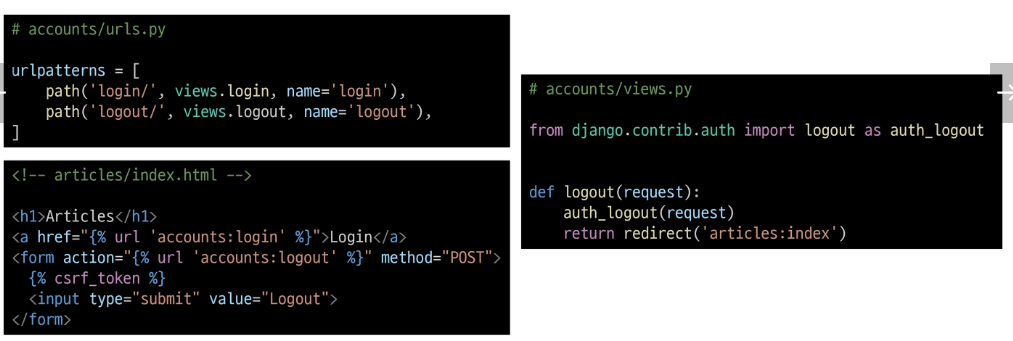 # accounts/urls.py
urlpatterns = [
    path('login/', views.login, name='login'),
    path('logout/', views.logout, name='logout'),
]
<!-- articles/index.html -->
<h1>Articles</h1>
<a href="{% url 'accounts:login' %}">Login</a>
<form action="{% url 'accounts:logout' %}" method="POST">
  {% csrf_token %}
  <input type="submit" value="Logout">
</form>
# accounts/views.py
from django.contrib.auth import logout as auth_logout
def logout(request):
    auth_logout(request)
    return redirect('articles:index')